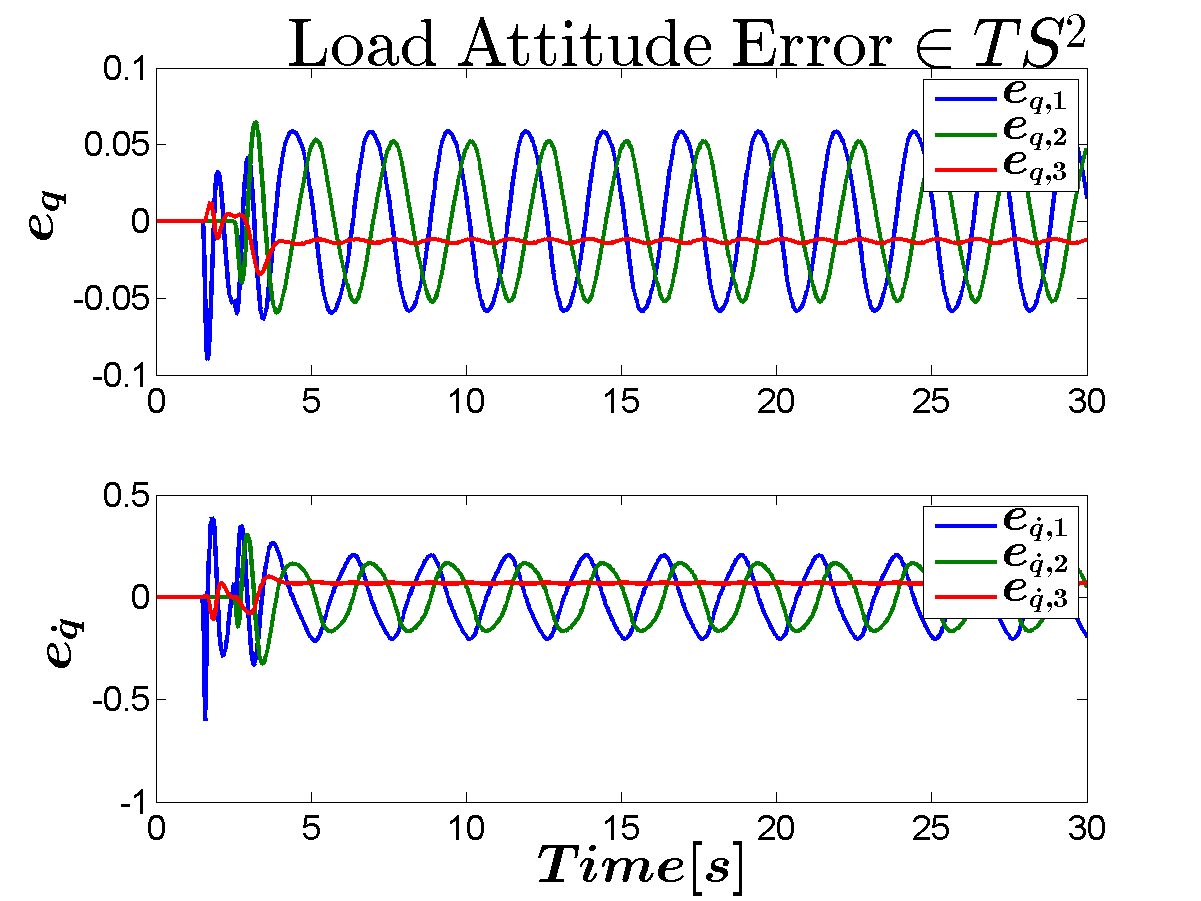 Load Attitude Error ∈ TS²
0.1
0.05
0
-0.05
-0.1
e_q
e_{q,1}
e_{q,2}
e_{q,3}
0 5 10 15 20 25 30
0.5
0
-0.5
-1
e_{q̇}
e_{q̇,1}
e_{q̇,2}
e_{q̇,3}
0 5 10 15 20 25 30
Time[s]